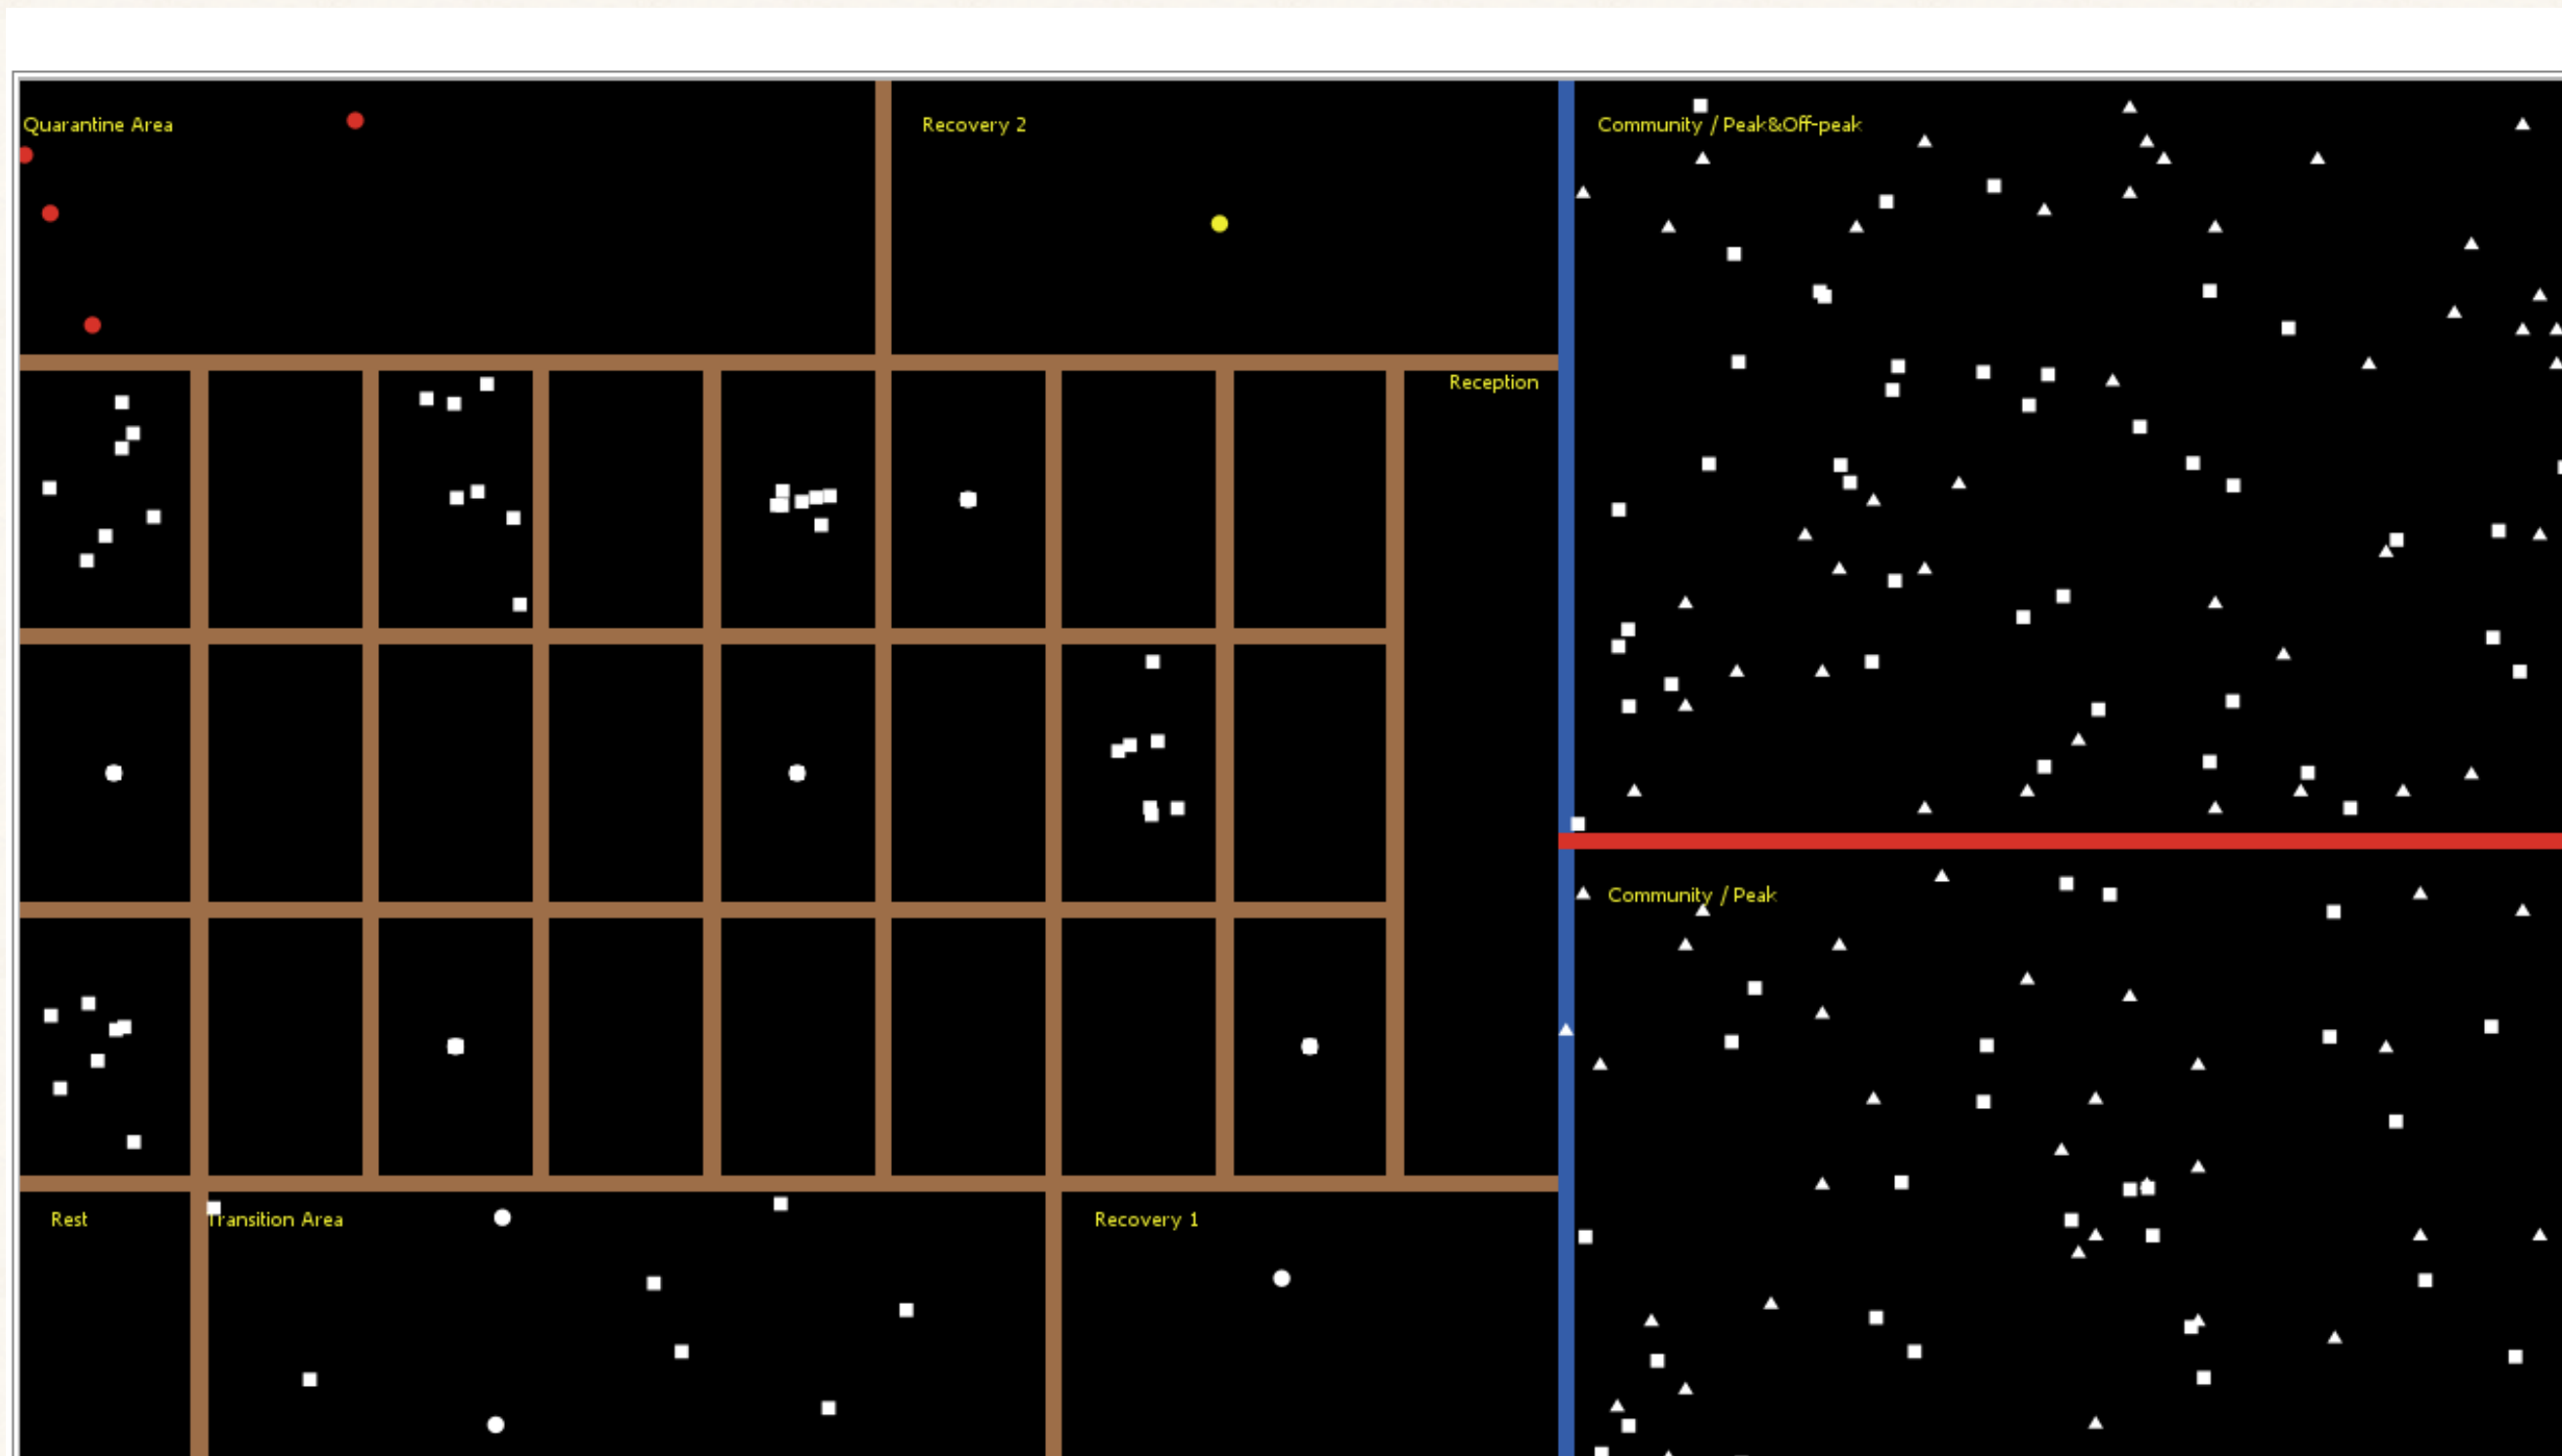 Quarantine Area
Recovery 2
Community / Peak&Off-peak
Reception
Community / Peak
Rest
Transition Area
Recovery 1